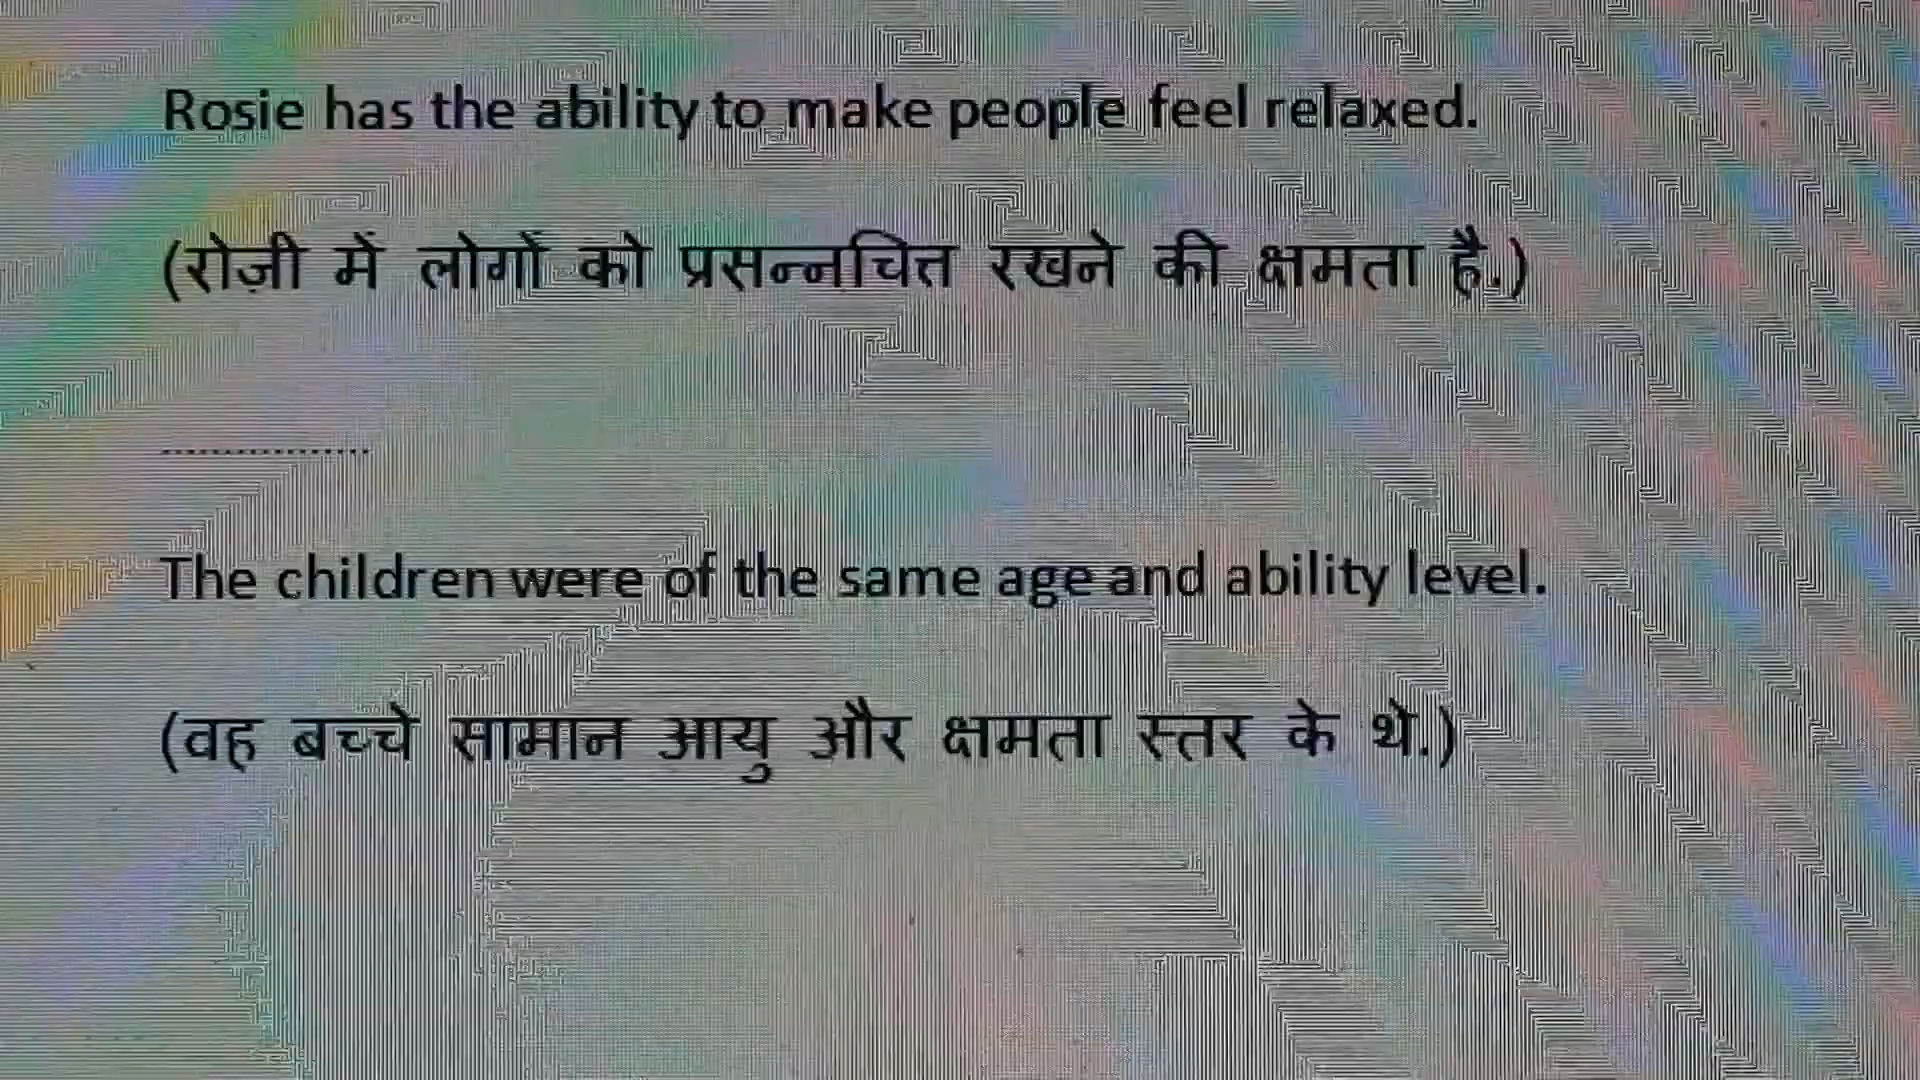 Rosie has the ability to make people feel relaxed.
(रोज़ी में लोगों को प्रसन्नचित्त रखने की क्षमता है.)
................
The children were of the same age and ability level.
(वह बच्चे सामान आयु और क्षमता स्तर के थे.)